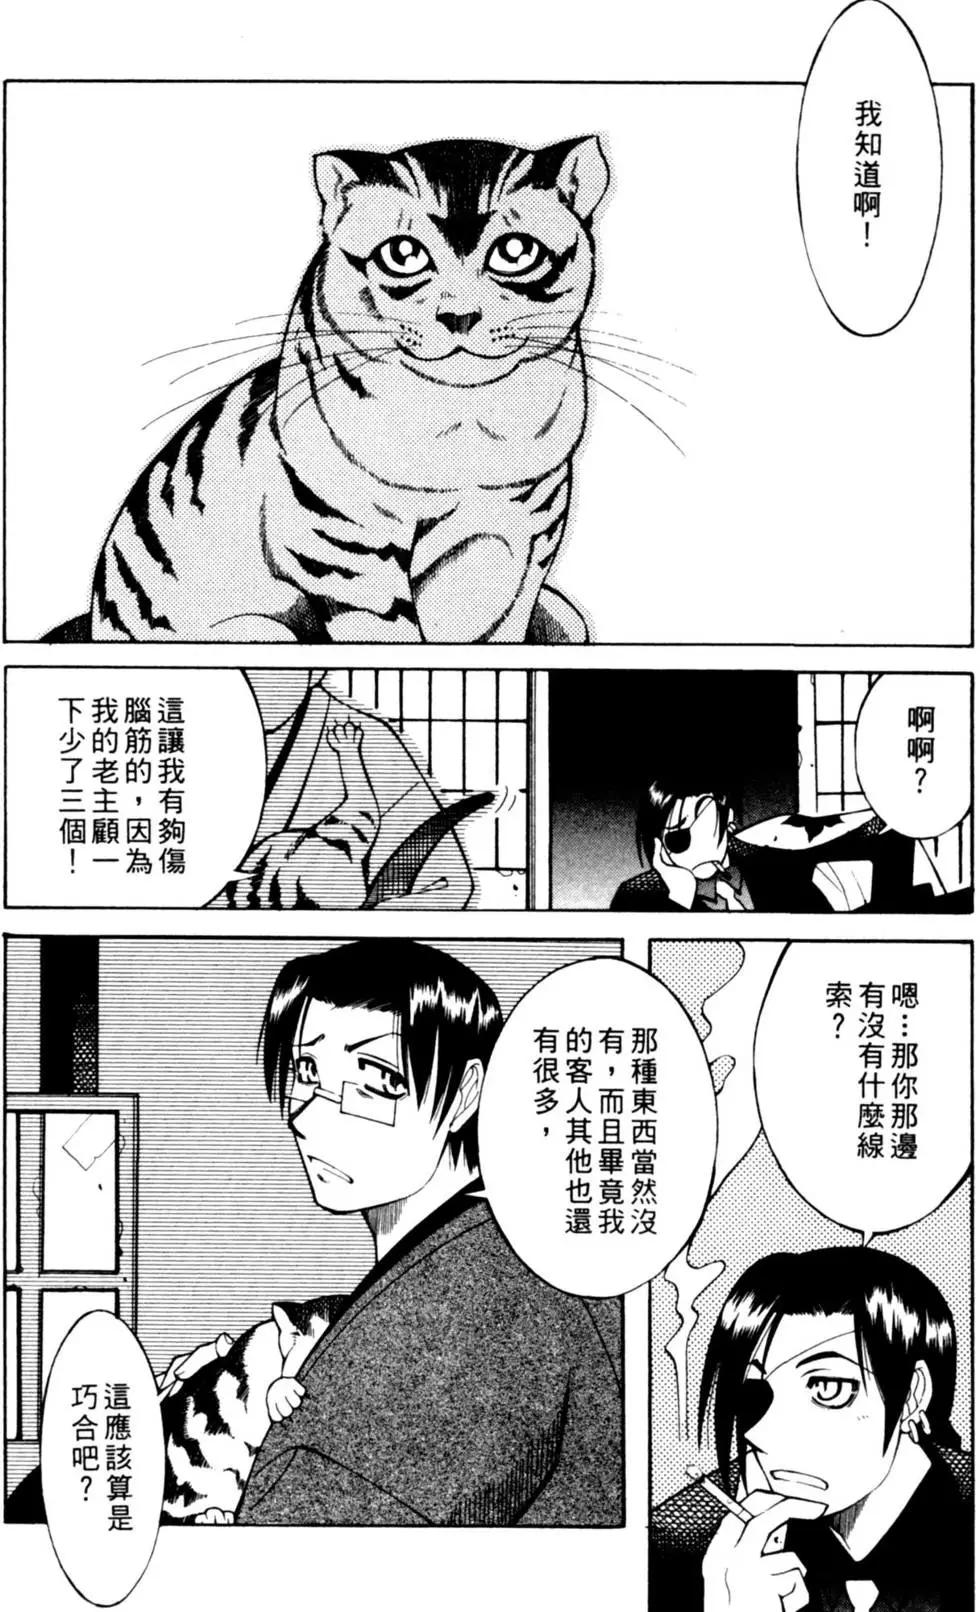 我知道啊！
啊啊？
這讓我有夠傷
腦筋的，因為
我的老主顧一
下少了三個！
嗯…那你那邊
有沒有什麼線
索？
那種東西當然沒
有，而且畢竟我
的客人其他也還
有很多，
這應該算是
巧合吧？